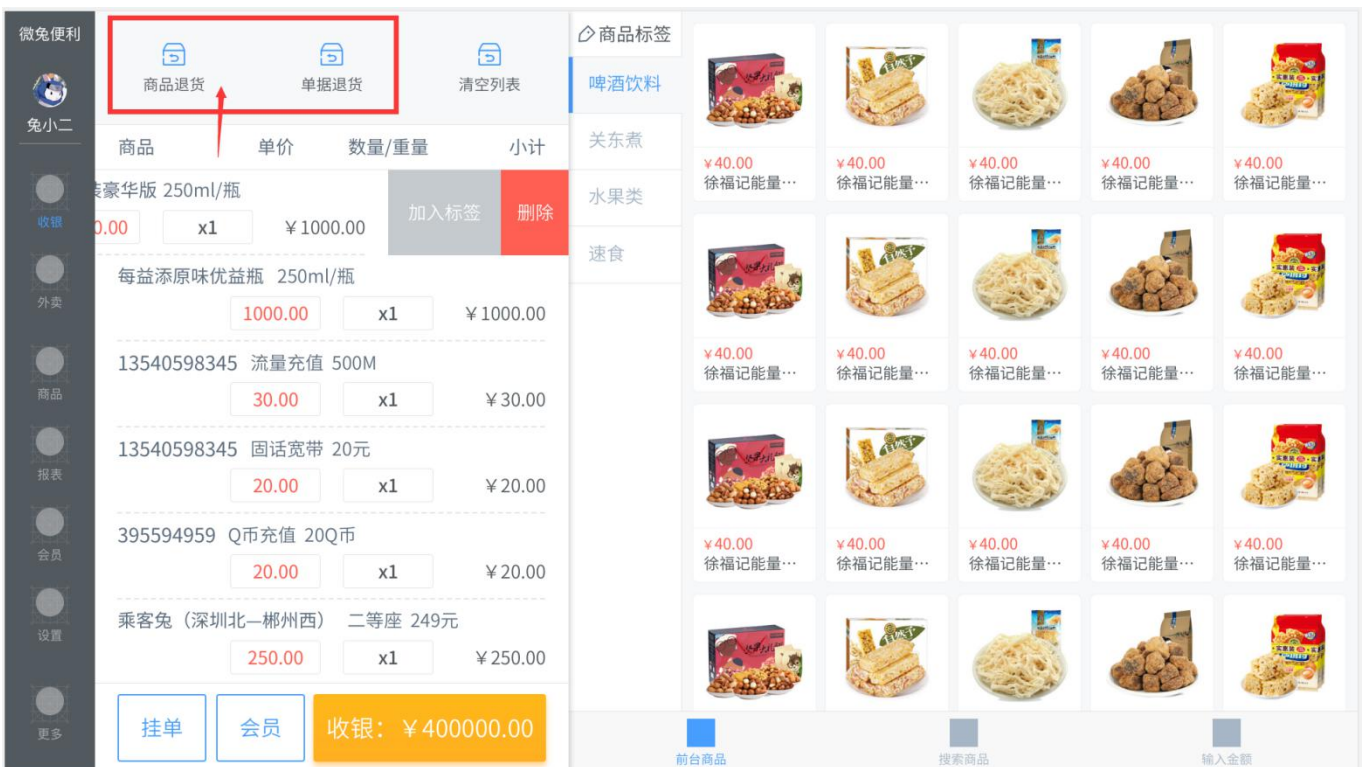 微兔便利
兔小二
收银
外卖
商品
报表
会员
设置
更多
商品退货
单据退货
清空列表
商品 单价 数量/重量 小计
装豪华版 250ml/瓶
0.00 x1 ￥1000.00
加入标签
删除
每益添原味优益瓶 250ml/瓶
1000.00 x1 ￥1000.00
13540598345 流量充值 500M
30.00 x1 ￥30.00
13540598345 固话宽带 20元
20.00 x1 ￥20.00
395594959 Q币充值 20Q币
20.00 x1 ￥20.00
乘客兔（深圳北—郴州西） 二等座 249元
250.00 x1 ￥250.00
挂单
会员
收银：￥400000.00
商品标签
啤酒饮料
关东煮
水果类
速食
￥40.00 ￥40.00 ￥40.00 ￥40.00 ￥40.00
徐福记能量… 徐福记能量… 徐福记能量… 徐福记能量… 徐福记能量…
￥40.00 ￥40.00 ￥40.00 ￥40.00 ￥40.00
徐福记能量… 徐福记能量… 徐福记能量… 徐福记能量… 徐福记能量…
￥40.00 ￥40.00 ￥40.00 ￥40.00 ￥40.00
徐福记能量… 徐福记能量… 徐福记能量… 徐福记能量… 徐福记能量…
前台商品
搜索商品
输入金额